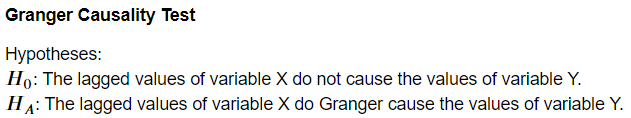 Granger Causality Test
Hypotheses:
H₀: The lagged values of variable X do not cause the values of variable Y.
H_A: The lagged values of variable X do Granger cause the values of variable Y.